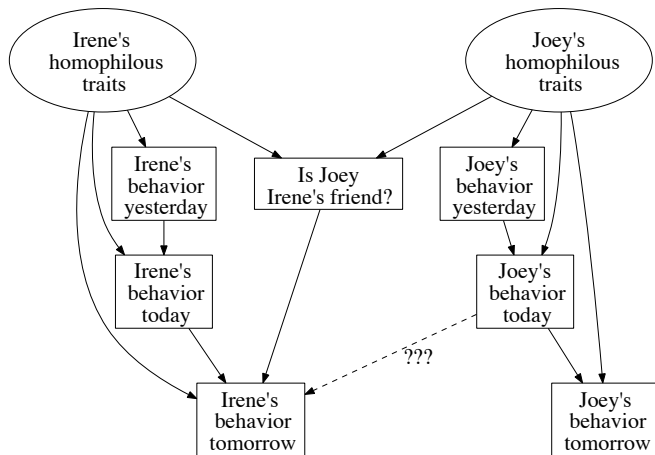 Irene's
homophilous
traits
Joey's
homophilous
traits
Irene's
behavior
yesterday
Is Joey
Irene's friend?
Joey's
behavior
yesterday
Irene's
behavior
today
Joey's
behavior
today
???
Irene's
behavior
tomorrow
Joey's
behavior
tomorrow